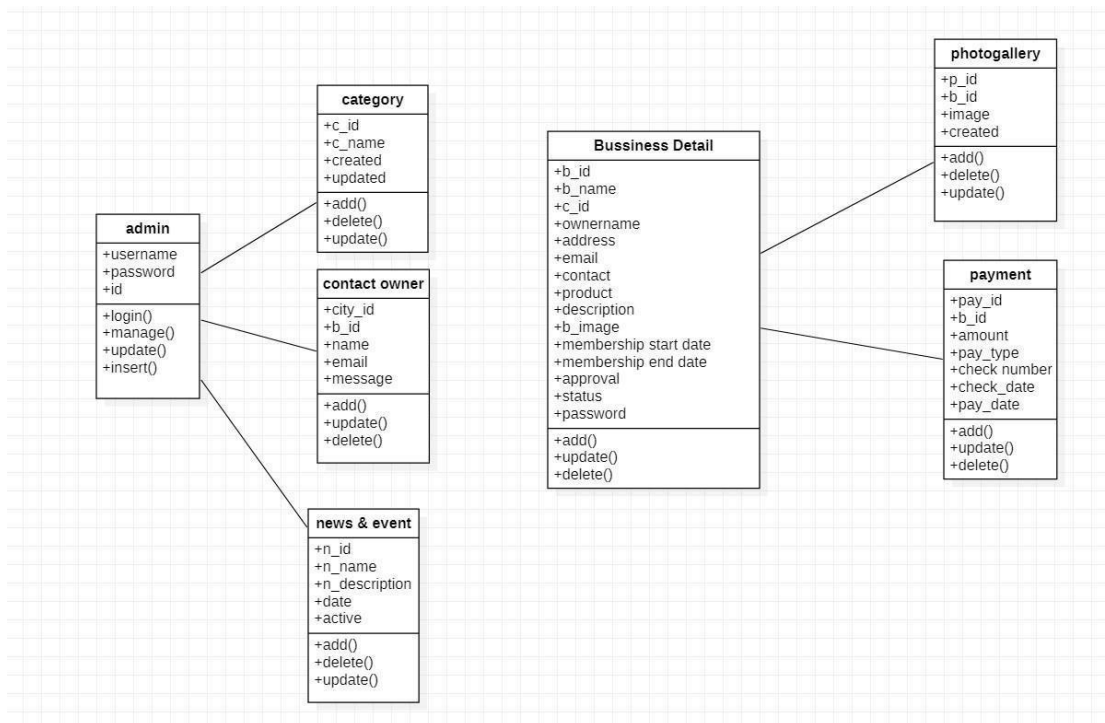 admin
+username
+password
+id
+login()
+manage()
+update()
+insert()
category
+c_id
+c_name
+created
+updated
+add()
+delete()
+update()
contact owner
+city_id
+b_id
+name
+email
+message
+add()
+update()
+delete()
news & event
+n_id
+n_name
+n_description
+date
+active
+add()
+delete()
+update()
Bussiness Detail
+b_id
+b_name
+c_id
+ownername
+address
+email
+contact
+product
+description
+b_image
+membership start date
+membership end date
+approval
+status
+password
+add()
+update()
+delete()
photogallery
+p_id
+b_id
+image
+created
+add()
+delete()
+update()
payment
+pay_id
+b_id
+amount
+pay_type
+check number
+check_date
+pay_date
+add()
+update()
+delete()